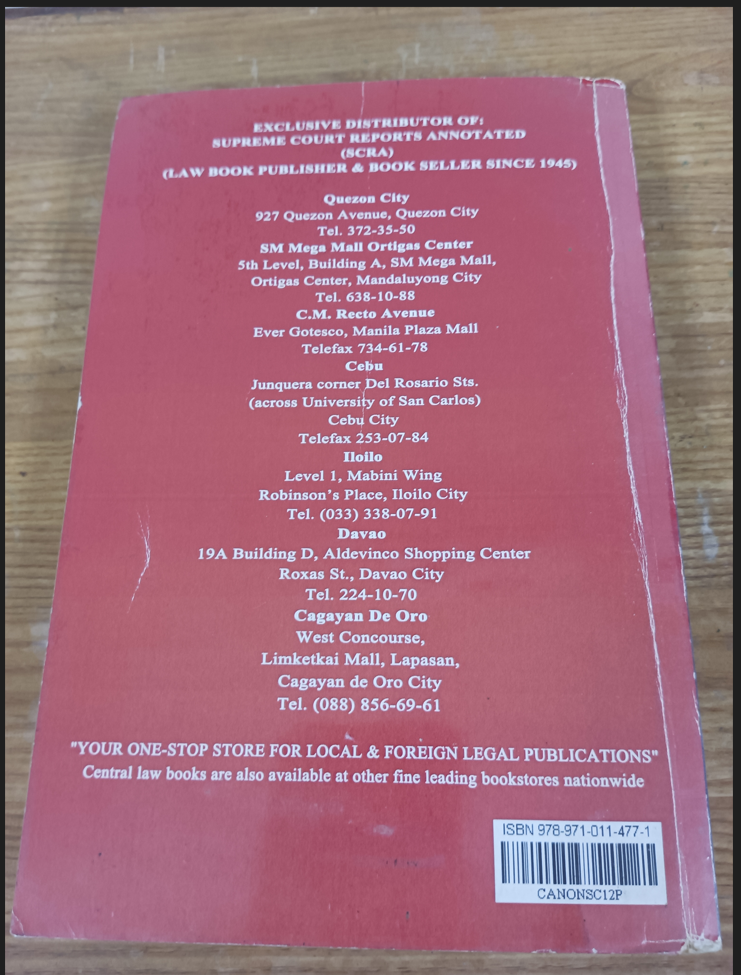 EXCLUSIVE DISTRIBUTOR OF:
SUPREME COURT REPORTS ANNOTATED
(SCRA)
(LAW BOOK PUBLISHER & BOOK SELLER SINCE 1945)
Quezon City
927 Quezon Avenue, Quezon City
Tel. 372-35-50
SM Mega Mall Ortigas Center
5th Level, Building A, SM Mega Mall,
Ortigas Center, Mandaluyong City
Tel. 638-10-88
C.M. Recto Avenue
Ever Gotesco, Manila Plaza Mall
Telefax 734-61-78
Cebu
Junquera corner Del Rosario Sts.
(across University of San Carlos)
Cebu City
Telefax 253-07-84
Iloilo
Level 1, Mabini Wing
Robinson's Place, Iloilo City
Tel. (033) 338-07-91
Davao
19A Building D, Aldevinco Shopping Center
Roxas St., Davao City
Tel. 224-10-70
Cagayan De Oro
West Concourse,
Limketkai Mall, Lapasan,
Cagayan de Oro City
Tel. (088) 856-69-61
"YOUR ONE-STOP STORE FOR LOCAL & FOREIGN LEGAL PUBLICATIONS"
Central law books are also available at other fine leading bookstores nationwide
ISBN 978-971-011-477-1
CANONSC12P